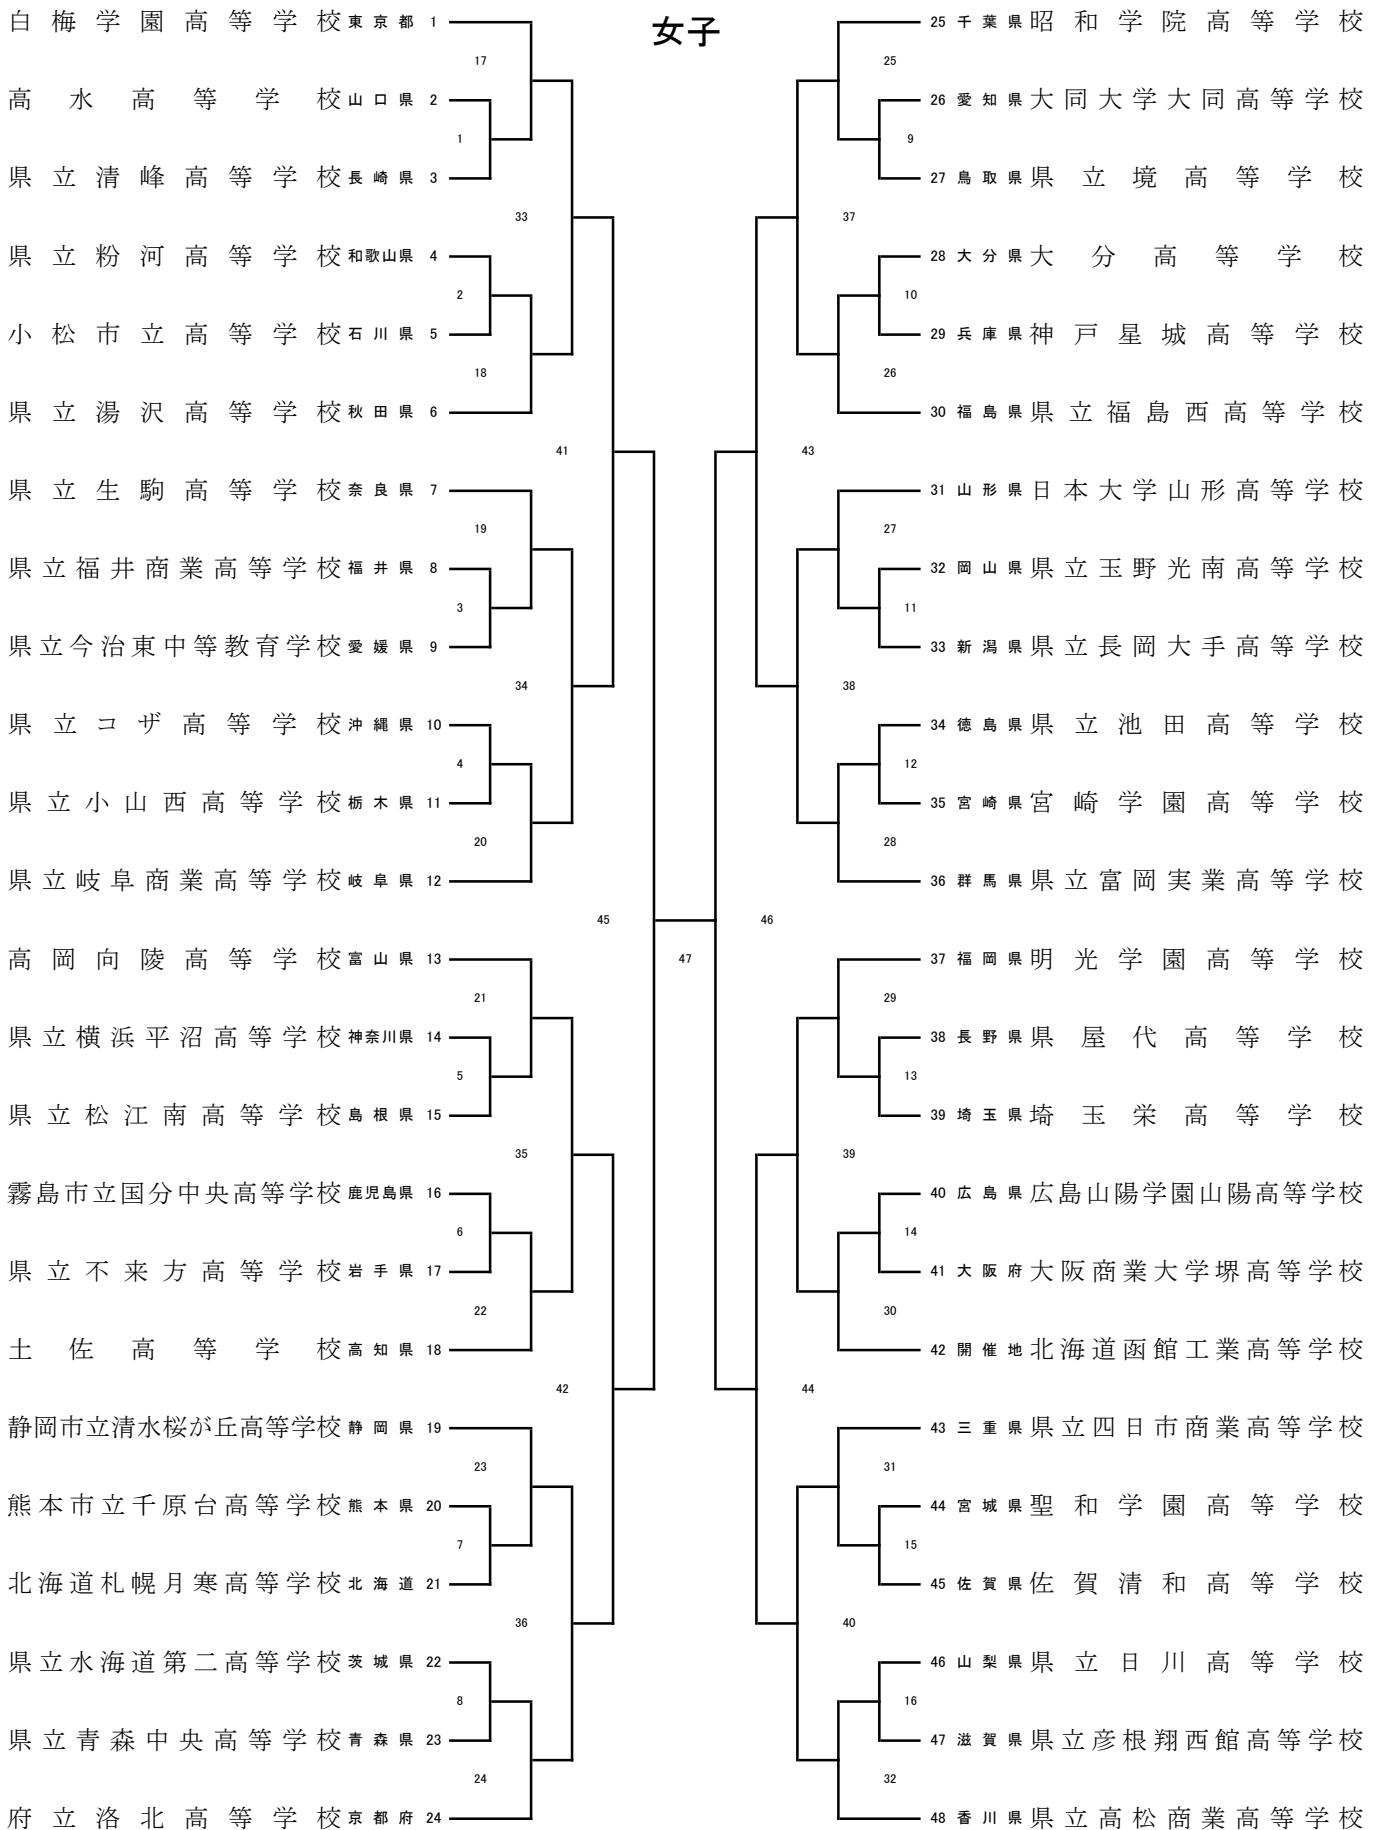 女子
白梅学園高等学校 東京都 1
17
高水高等学校 山口県 2
1
県立清峰高等学校 長崎県 3
33
県立粉河高等学校 和歌山県 4
2
小松市立高等学校 石川県 5
18
県立湯沢高等学校 秋田県 6
41
県立生駒高等学校 奈良県 7
19
県立福井商業高等学校 福井県 8
3
県立今治東中等教育学校 愛媛県 9
34
県立コザ高等学校 沖縄県 10
4
県立小山西高等学校 栃木県 11
20
県立岐阜商業高等学校 岐阜県 12
45
高岡向陵高等学校 富山県 13
21
県立横浜平沼高等学校 神奈川県 14
5
県立松江南高等学校 島根県 15
35
霧島市立国分中央高等学校 鹿児島県 16
6
県立不来方高等学校 岩手県 17
22
土佐高等学校 高知県 18
42
静岡市立清水桜が丘高等学校 静岡県 19
23
熊本市立千原台高等学校 熊本県 20
7
北海道札幌月寒高等学校 北海道 21
36
県立水海道第二高等学校 茨城県 22
8
県立青森中央高等学校 青森県 23
24
府立洛北高等学校 京都府 24
47
25 千葉県 昭和学院高等学校
25
26 愛知県 大同大学大同高等学校
9
27 鳥取県 県立境高等学校
37
28 大分県 大分高等学校
10
29 兵庫県 神戸星城高等学校
26
30 福島県 県立福島西高等学校
43
31 山形県 日本大学山形高等学校
27
32 岡山県 県立玉野光南高等学校
11
33 新潟県 県立長岡大手高等学校
38
34 徳島県 県立池田高等学校
12
35 宮崎県 宮崎学園高等学校
28
36 群馬県 県立富岡実業高等学校
46
37 福岡県 明光学園高等学校
29
38 長野県 県屋代高等学校
13
39 埼玉県 埼玉栄高等学校
39
40 広島県 広島山陽学園山陽高等学校
14
41 大阪府 大阪商業大学堺高等学校
30
42 開催地 北海道函館工業高等学校
44
43 三重県 県立四日市商業高等学校
31
44 宮城県 聖和学園高等学校
15
45 佐賀県 佐賀清和高等学校
40
46 山梨県 県立日川高等学校
16
47 滋賀県 県立彦根翔西館高等学校
32
48 香川県 県立高松商業高等学校